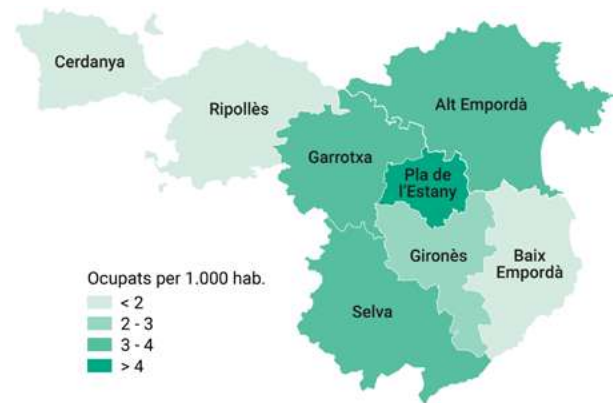 Cerdanya
Ripollès
Alt Empordà
Garrotxa
Pla de
l'Estany
Gironès
Baix
Empordà
Selva
Ocupats per 1.000 hab.
< 2
2 - 3
3 - 4
> 4